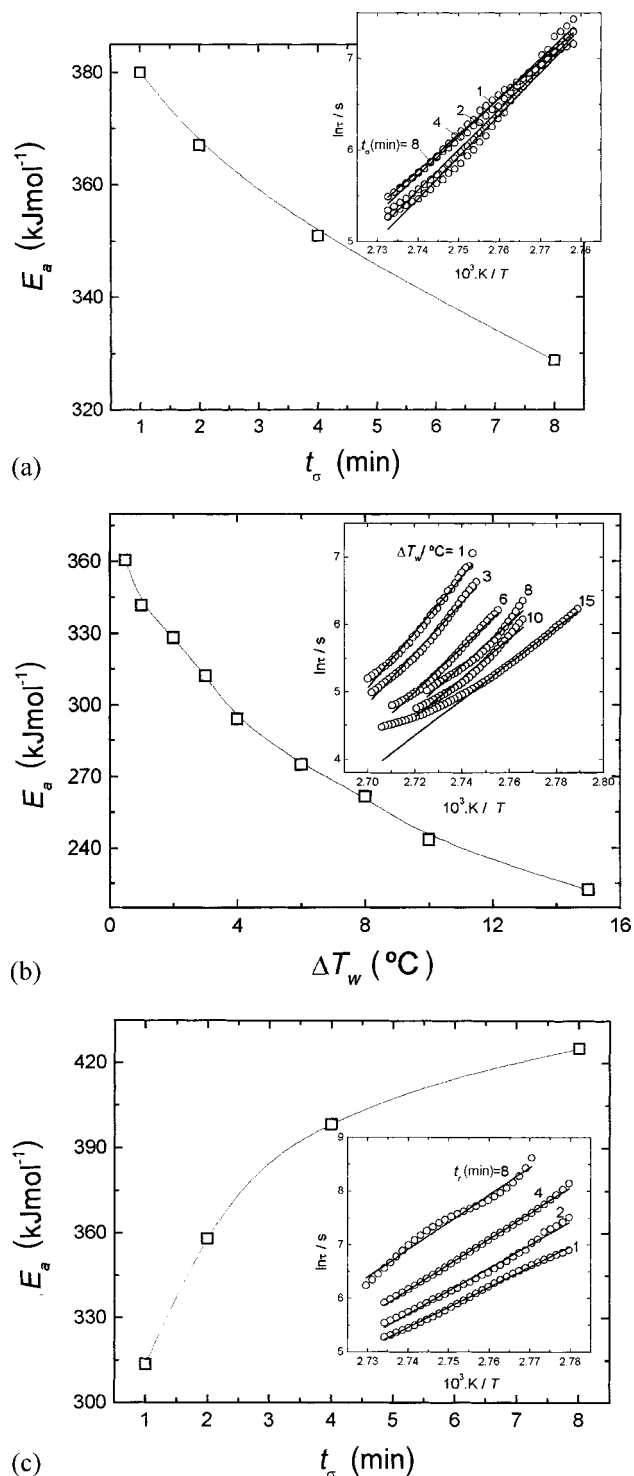 380
360
340
320
E_a (kJmol⁻¹)
1 2 3 4 5 6 7 8
t_σ (min)
(a)
7
6
5
lnτ / s
1
2
4
t_σ(min)= 8
2.73 2.74 2.75 2.76 2.77 2.78
10³.K / T
360
330
300
270
240
E_a (kJmol⁻¹)
0 4 8 12 16
ΔT_w (ºC)
(b)
7
6
5
4
lnτ / s
ΔT_w/ ºC= 1
3
6
8
10
15
2.70 2.72 2.74 2.76 2.78 2.80
10³.K / T
420
390
360
330
300
E_a (kJmol⁻¹)
1 2 3 4 5 6 7 8
t_σ (min)
(c)
9
8
7
6
5
lnτ / s
t_r(min)=8
4
2
1
2.73 2.74 2.75 2.76 2.77 2.78
10³.K / T